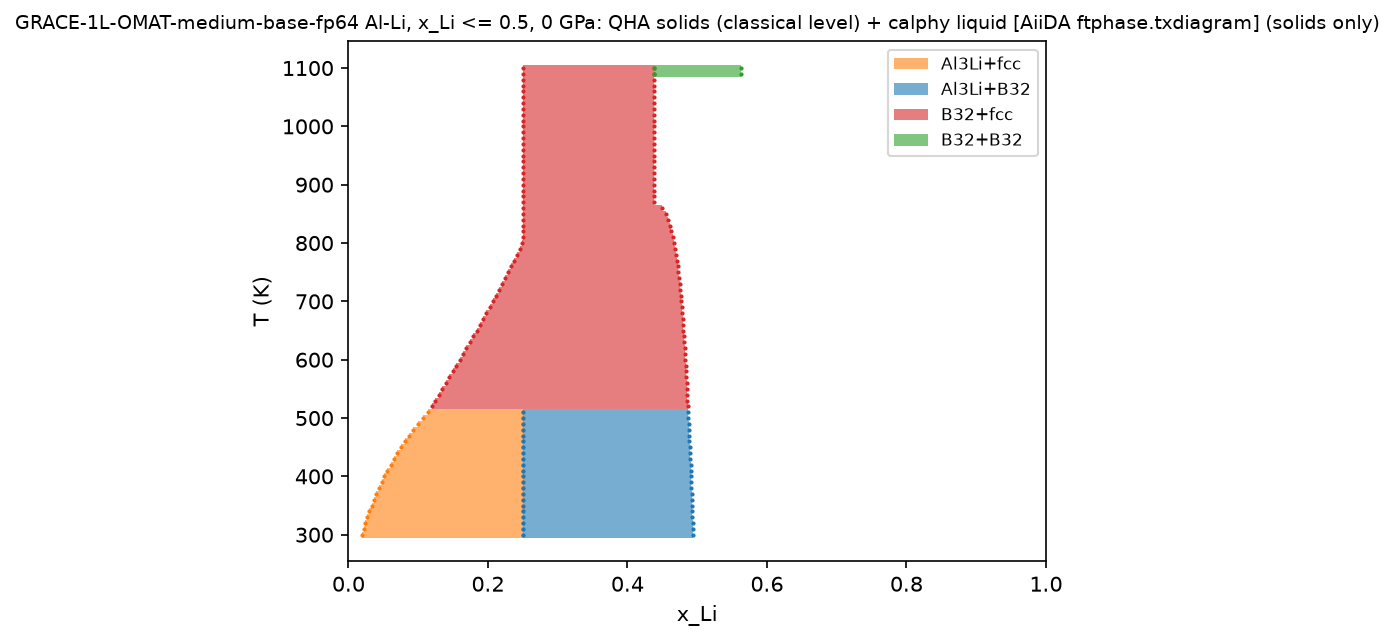 GRACE-1L-OMAT-medium-base-fp64 Al-Li, x_Li <= 0.5, 0 GPa: QHA solids (classical level) + calphy liquid [AiiDA ftphase.txdiagram] (solids only)
Al3Li+fcc
Al3Li+B32
B32+fcc
B32+B32
T (K)
1100
1000
900
800
700
600
500
400
300
0.0 0.2 0.4 0.6 0.8 1.0
x_Li